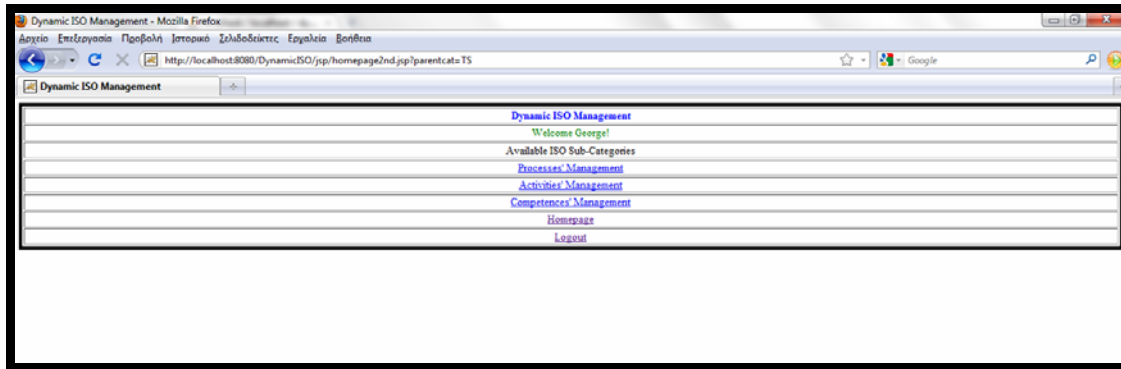 Dynamic ISO Management - Mozilla Firefox
Αρχείο Επεξεργασία Προβολή Ιστορικό Σελιδοδείκτες Εργαλεία Βοήθεια
http://localhost:8080/DynamicISO/jsp/homepage2nd.jsp?parentcat=TS
Google
Dynamic ISO Management
Dynamic ISO Management
Welcome George!
Available ISO Sub-Categories
Processes' Management
Activities' Management
Competences' Management
Homepage
Logout